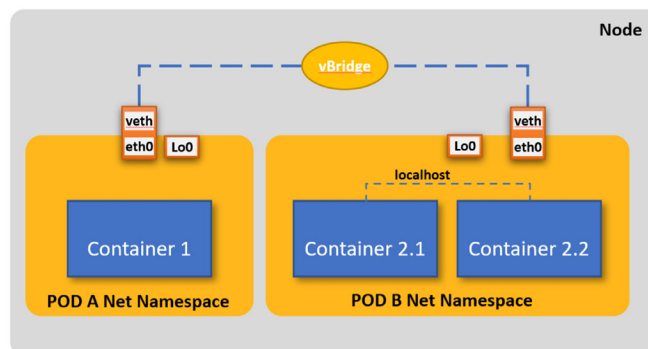 Node
vBridge
veth
eth0
Lo0
Lo0
veth
eth0
localhost
Container 1
Container 2.1
Container 2.2
POD A Net Namespace
POD B Net Namespace